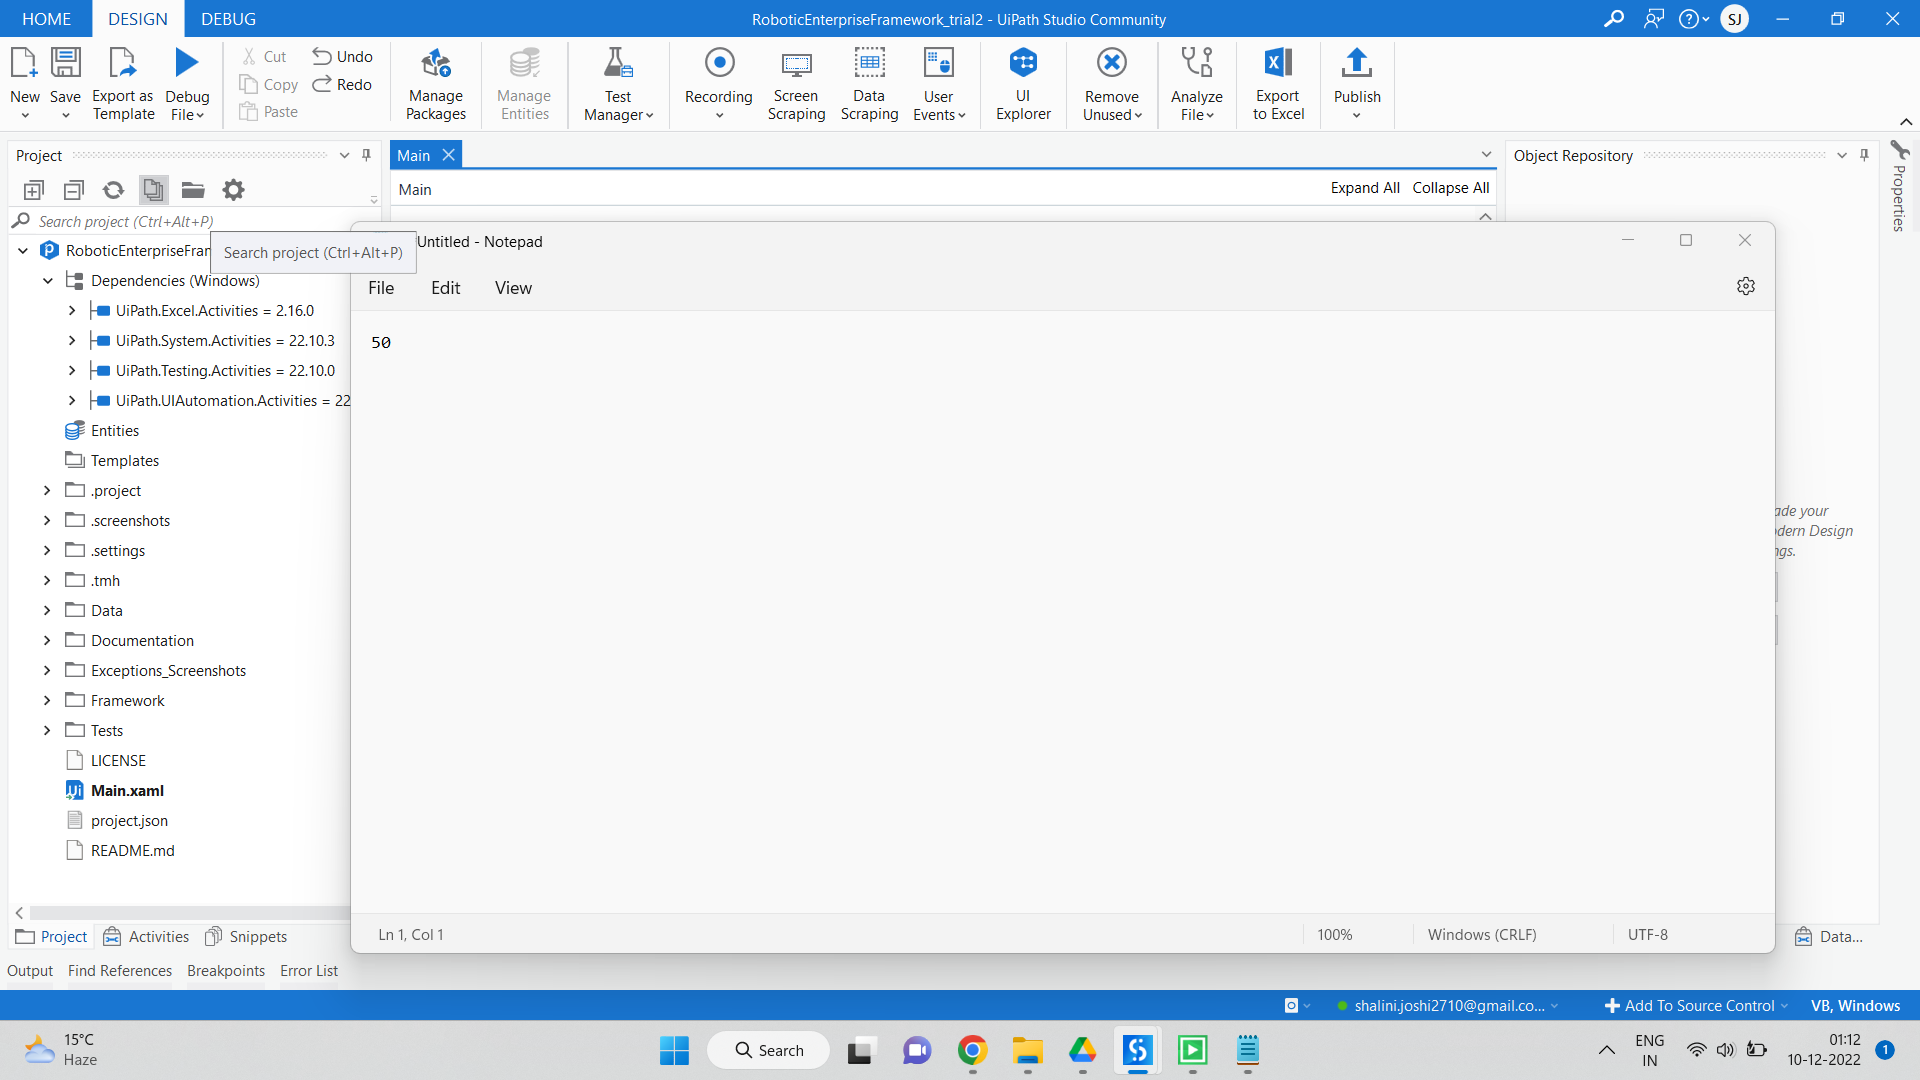 HOME DESIGN DEBUG
RoboticEnterpriseFramework_trial2 - UiPath Studio Community
SJ
New
Save
Export as Template
Debug File
Cut
Copy
Paste
Undo
Redo
Manage Packages
Manage Entities
Test Manager
Recording
Screen Scraping
Data Scraping
User Events
UI Explorer
Remove Unused
Analyze File
Export to Excel
Publish
Project
Search project (Ctrl+Alt+P)
RoboticEnterpriseFran
Search project (Ctrl+Alt+P)
Dependencies (Windows)
UiPath.Excel.Activities = 2.16.0
UiPath.System.Activities = 22.10.3
UiPath.Testing.Activities = 22.10.0
UiPath.UIAutomation.Activities = 22
Entities
Templates
.project
.screenshots
.settings
.tmh
Data
Documentation
Exceptions_Screenshots
Framework
Tests
LICENSE
Main.xaml
project.json
README.md
Project Activities Snippets
Main
Main
Expand All Collapse All
Untitled - Notepad
File Edit View
50
Ln 1, Col 1 100% Windows (CRLF) UTF-8
Object Repository
Properties
ade your
dern Design
ngs.
Data...
Output Find References Breakpoints Error List
shalini.joshi2710@gmail.co... Add To Source Control VB, Windows
15°C
Haze
Search
ENG
IN
01:12
10-12-2022
1